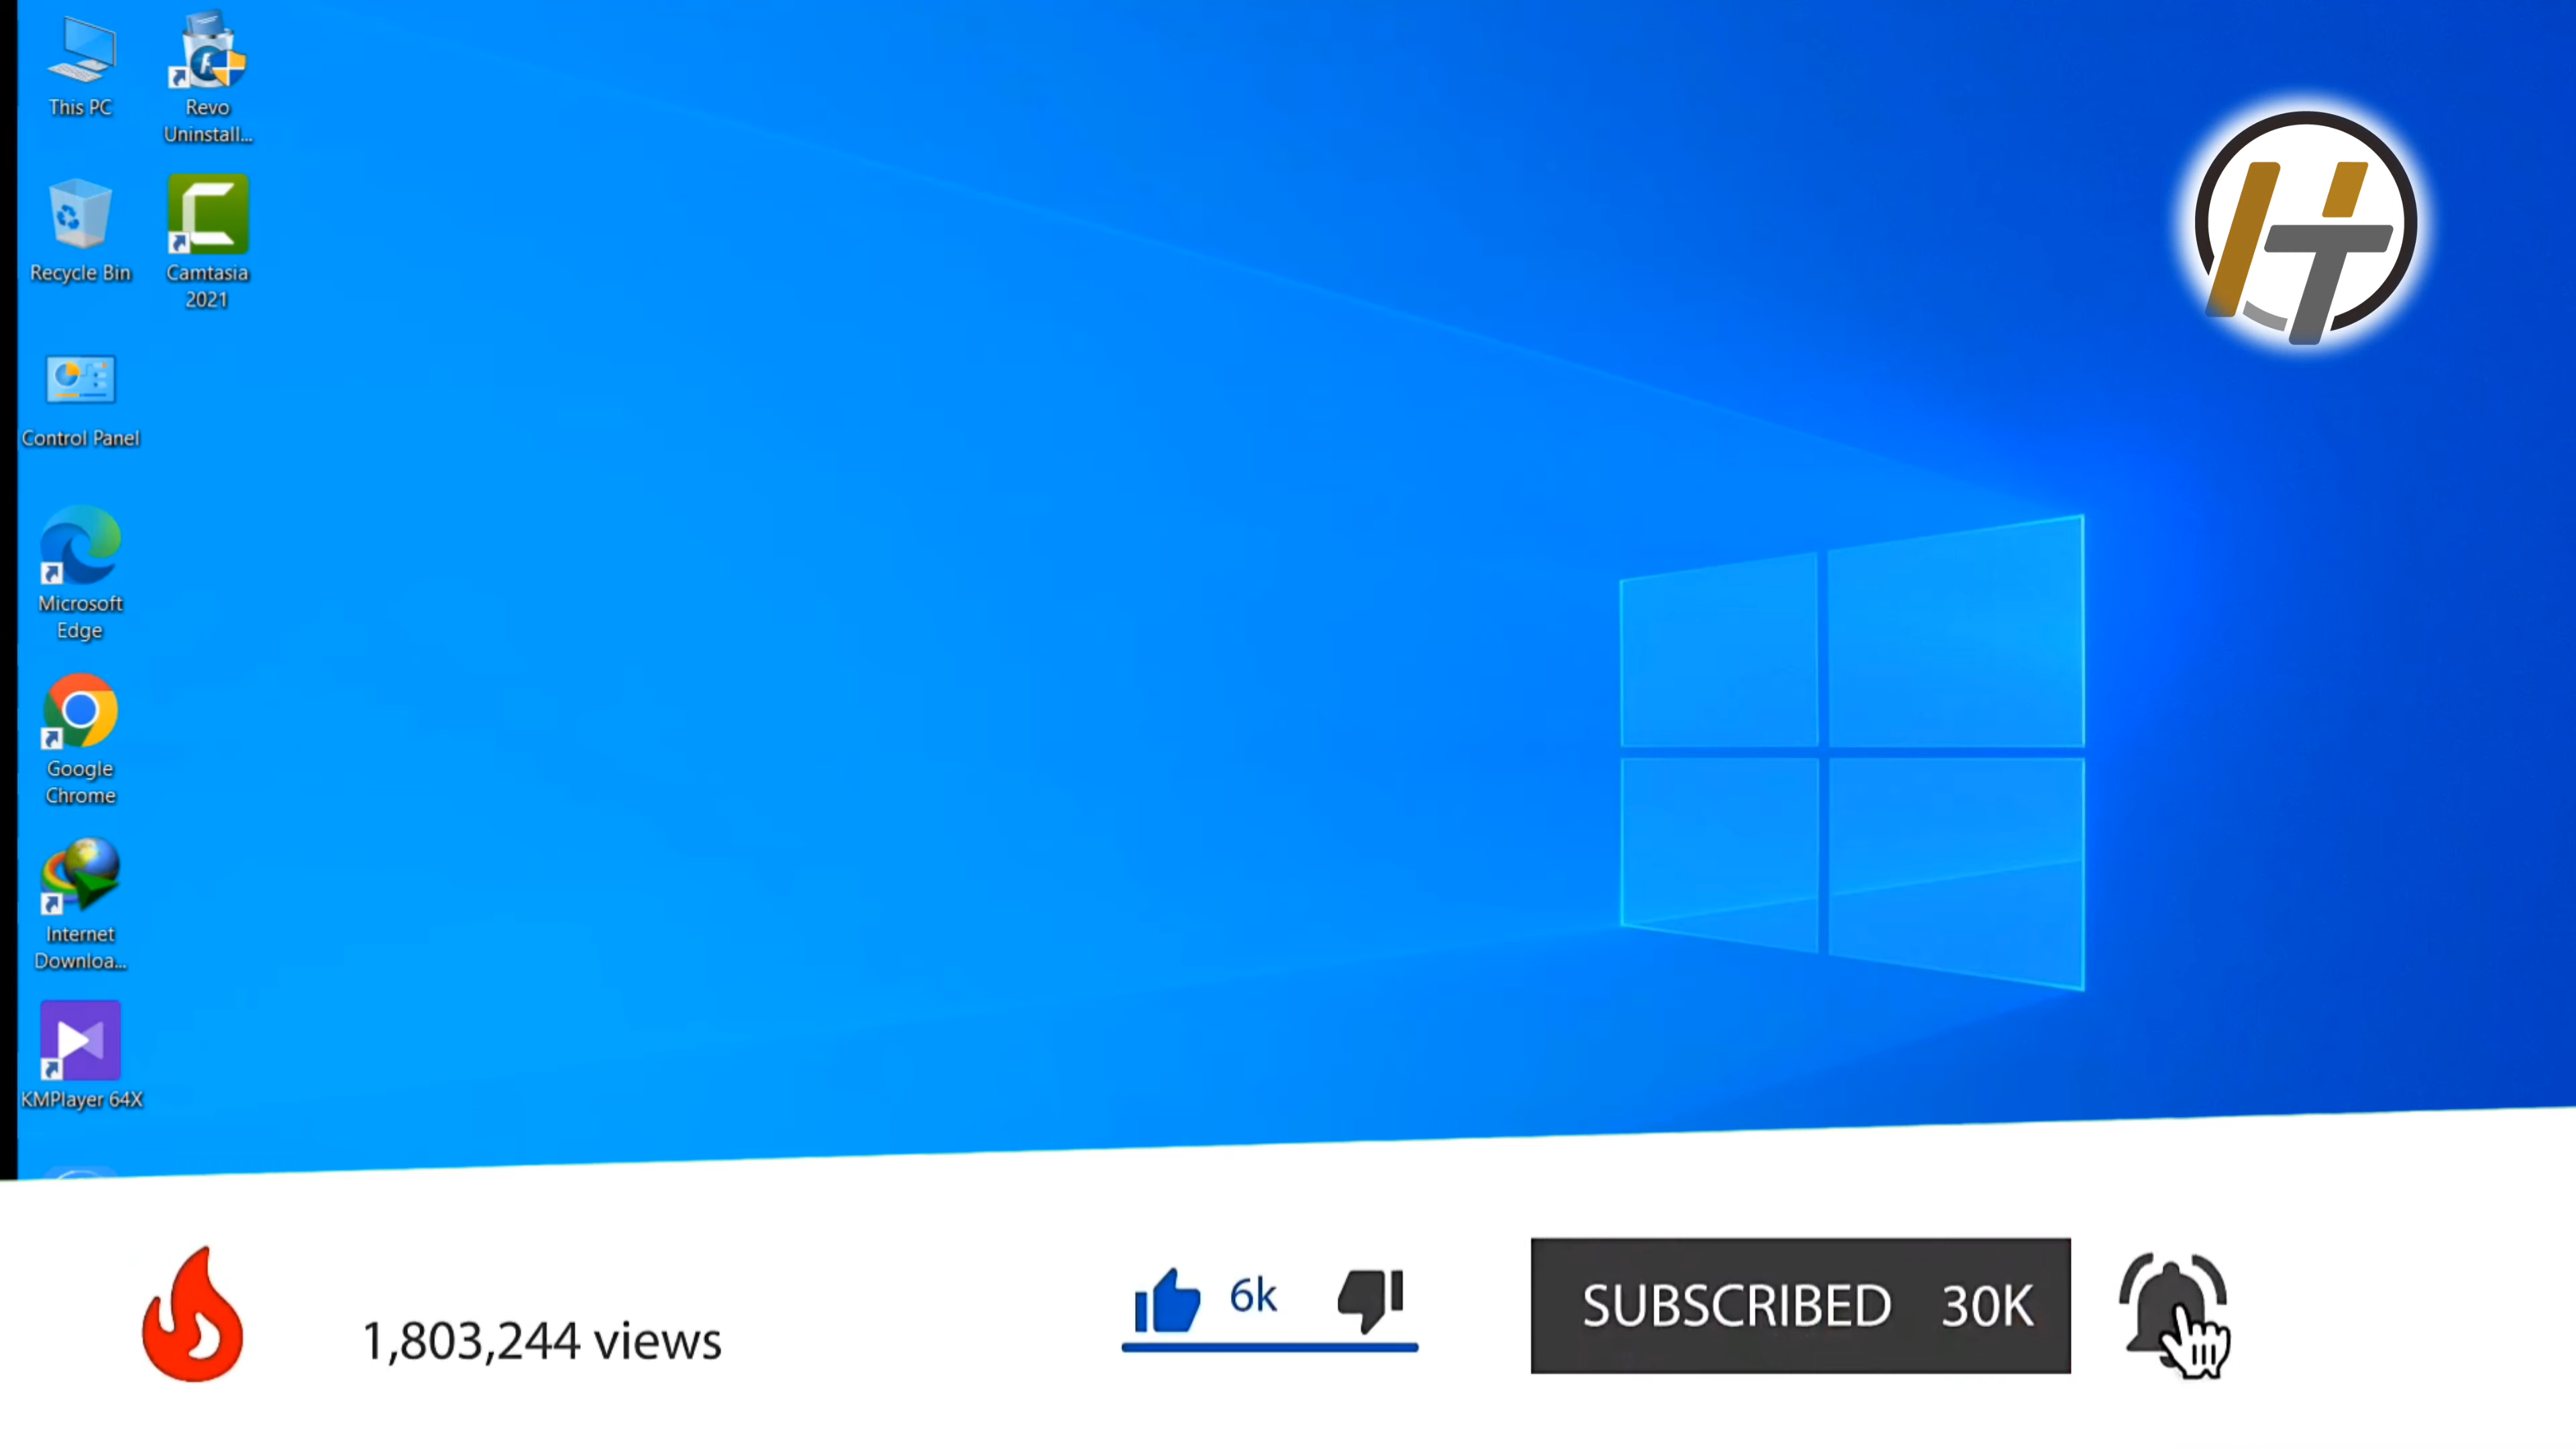 This PC
Revo
Uninstall...
Recycle Bin
Camtasia
2021
Control Panel
Microsoft
Edge
Google
Chrome
Internet
Downloa...
KMPlayer 64X
HT
1,803,244 views
6k
SUBSCRIBED 30K